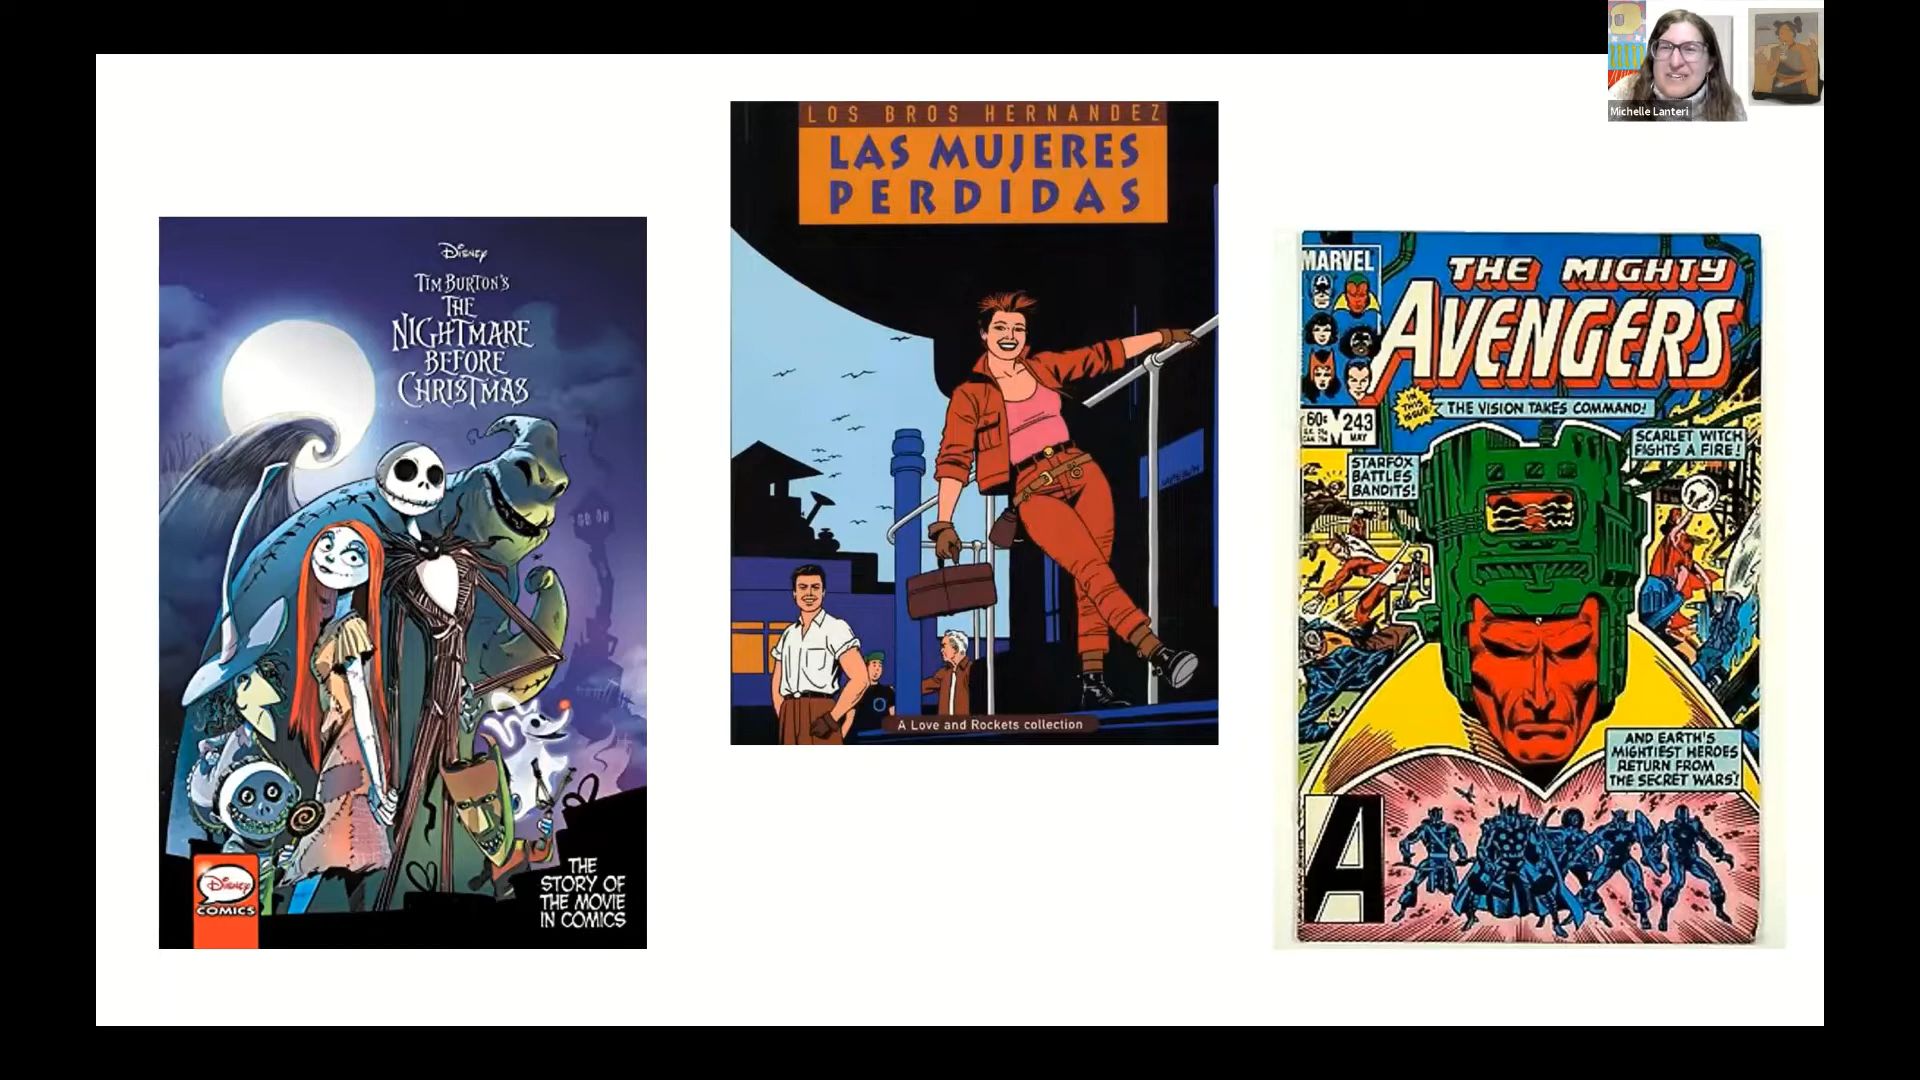 Michelle Lanteri
Disney
TIM BURTON'S
THE
NIGHTMARE
BEFORE
CHRISTMAS
Disney
COMICS
THE
STORY OF
THE MOVIE
IN COMICS
LOS BROS HERNANDEZ
LAS MUJERES
PERDIDAS
A Love and Rockets collection
MARVEL
THE MIGHTY
AVENGERS
60¢
243
MAY
IN
THIS
ISSUE!
THE VISION TAKES COMMAND!
STARFOX
BATTLES
BANDITS!
SCARLET WITCH
FIGHTS A FIRE!
AND EARTH'S
MIGHTIEST HEROES
RETURN FROM
THE SECRET WARS!
A